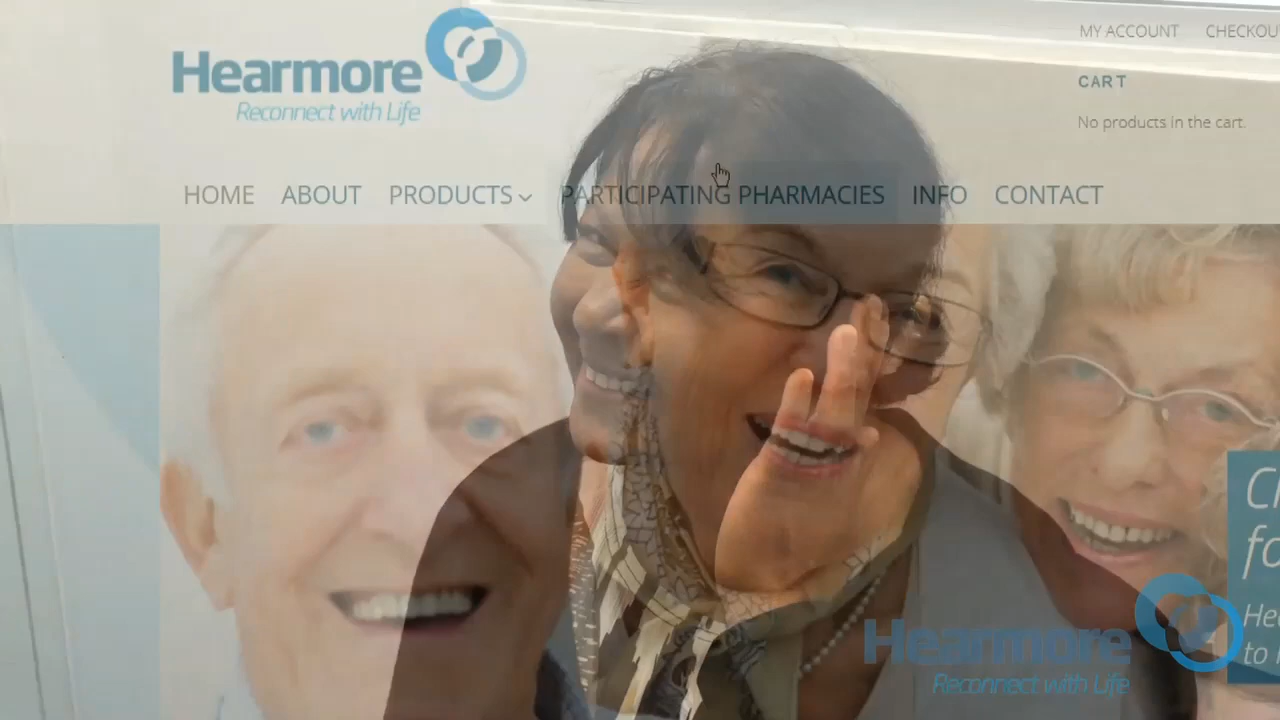 MY ACCOUNT
Hearmore
Reconnect with Life
CART
No products in the cart.
HOME ABOUT PRODUCTS PARTICIPATING PHARMACIES INFO CONTACT
Hearmore
Reconnect with Life
to